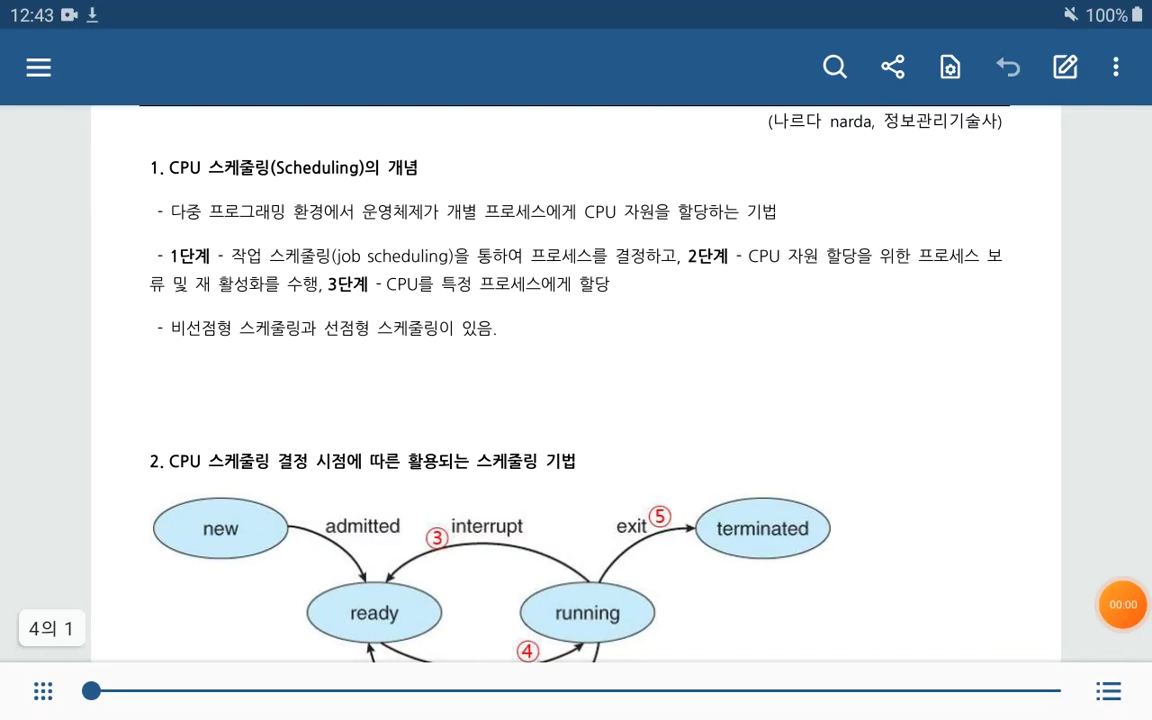 12:43
100%
(나르다 narda, 정보관리기술사)
1. CPU 스케줄링(Scheduling)의 개념
- 다중 프로그래밍 환경에서 운영체제가 개별 프로세스에게 CPU 자원을 할당하는 기법
- 1단계 - 작업 스케줄링(job scheduling)을 통하여 프로세스를 결정하고, 2단계 - CPU 자원 할당을 위한 프로세스 보
류 및 재 활성화를 수행, 3단계 - CPU를 특정 프로세스에게 할당
- 비선점형 스케줄링과 선점형 스케줄링이 있음.
2. CPU 스케줄링 결정 시점에 따른 활용되는 스케줄링 기법
new admitted ③ interrupt exit ⑤ terminated
ready running
④
4의 1
00:00